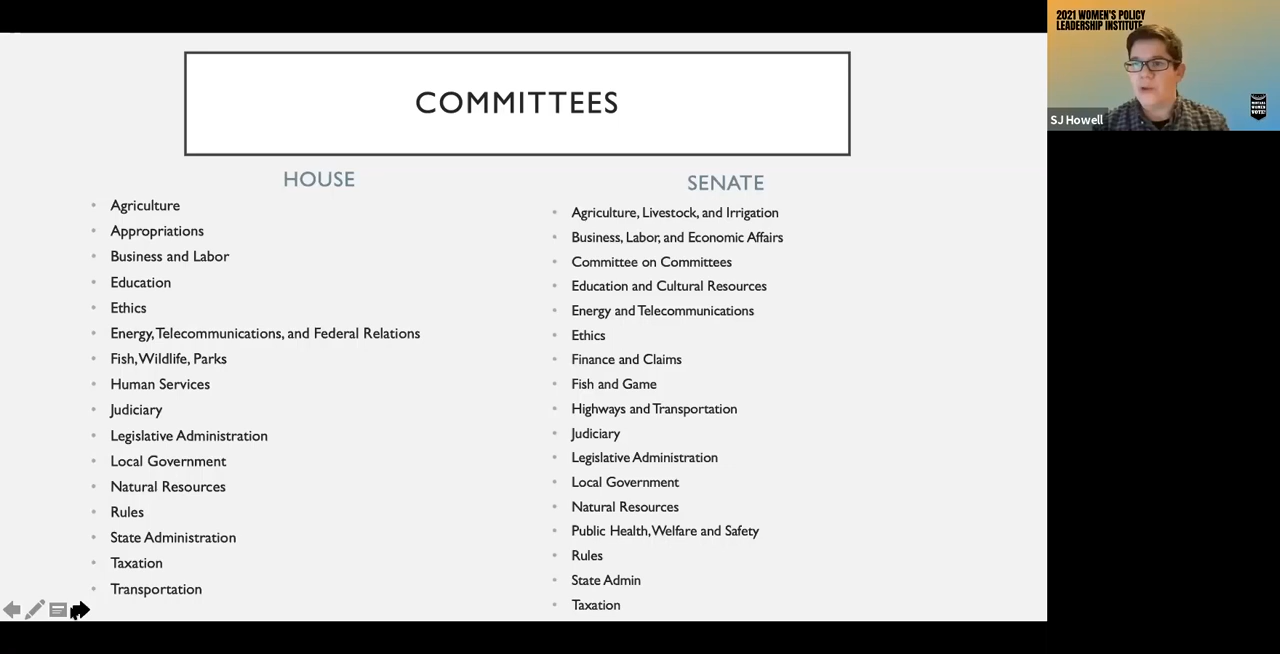 COMMITTEES
HOUSE
Agriculture
Appropriations
Business and Labor
Education
Ethics
Energy, Telecommunications, and Federal Relations
Fish, Wildlife, Parks
Human Services
Judiciary
Legislative Administration
Local Government
Natural Resources
Rules
State Administration
Taxation
Transportation
SENATE
Agriculture, Livestock, and Irrigation
Business, Labor, and Economic Affairs
Committee on Committees
Education and Cultural Resources
Energy and Telecommunications
Ethics
Finance and Claims
Fish and Game
Highways and Transportation
Judiciary
Legislative Administration
Local Government
Natural Resources
Public Health, Welfare and Safety
Rules
State Admin
Taxation
2021 WOMEN'S POLICY
LEADERSHIP INSTITUTE
SJ Howell
MONTANA
WOMEN
VOTE!